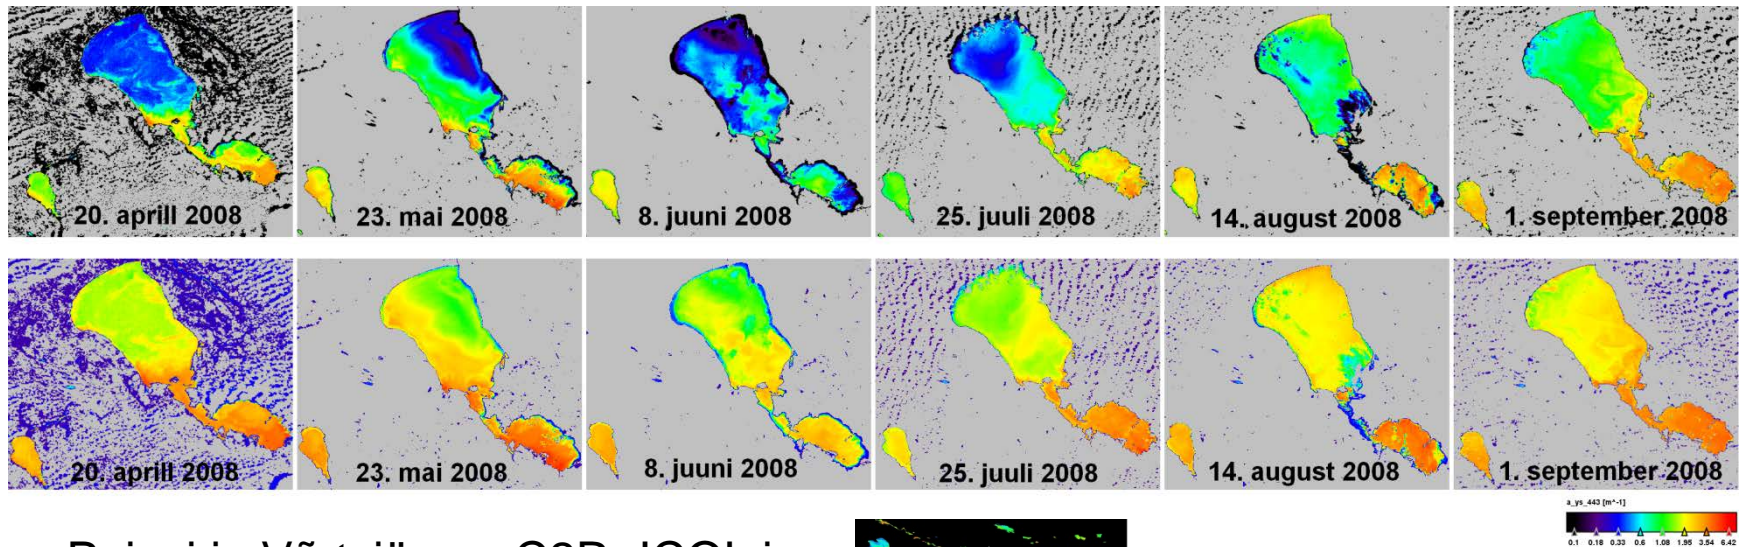 20. aprill 2008
23. mai 2008
8. juuni 2008
25. juuli 2008
14. august 2008
1. september 2008
20. aprill 2008
23. mai 2008
8. juuni 2008
25. juuli 2008
14. august 2008
1. september 2008
a_ys_443 [m^-1]
0.1 0.18 0.33 0.6 1.08 1.95 3.54 6.42